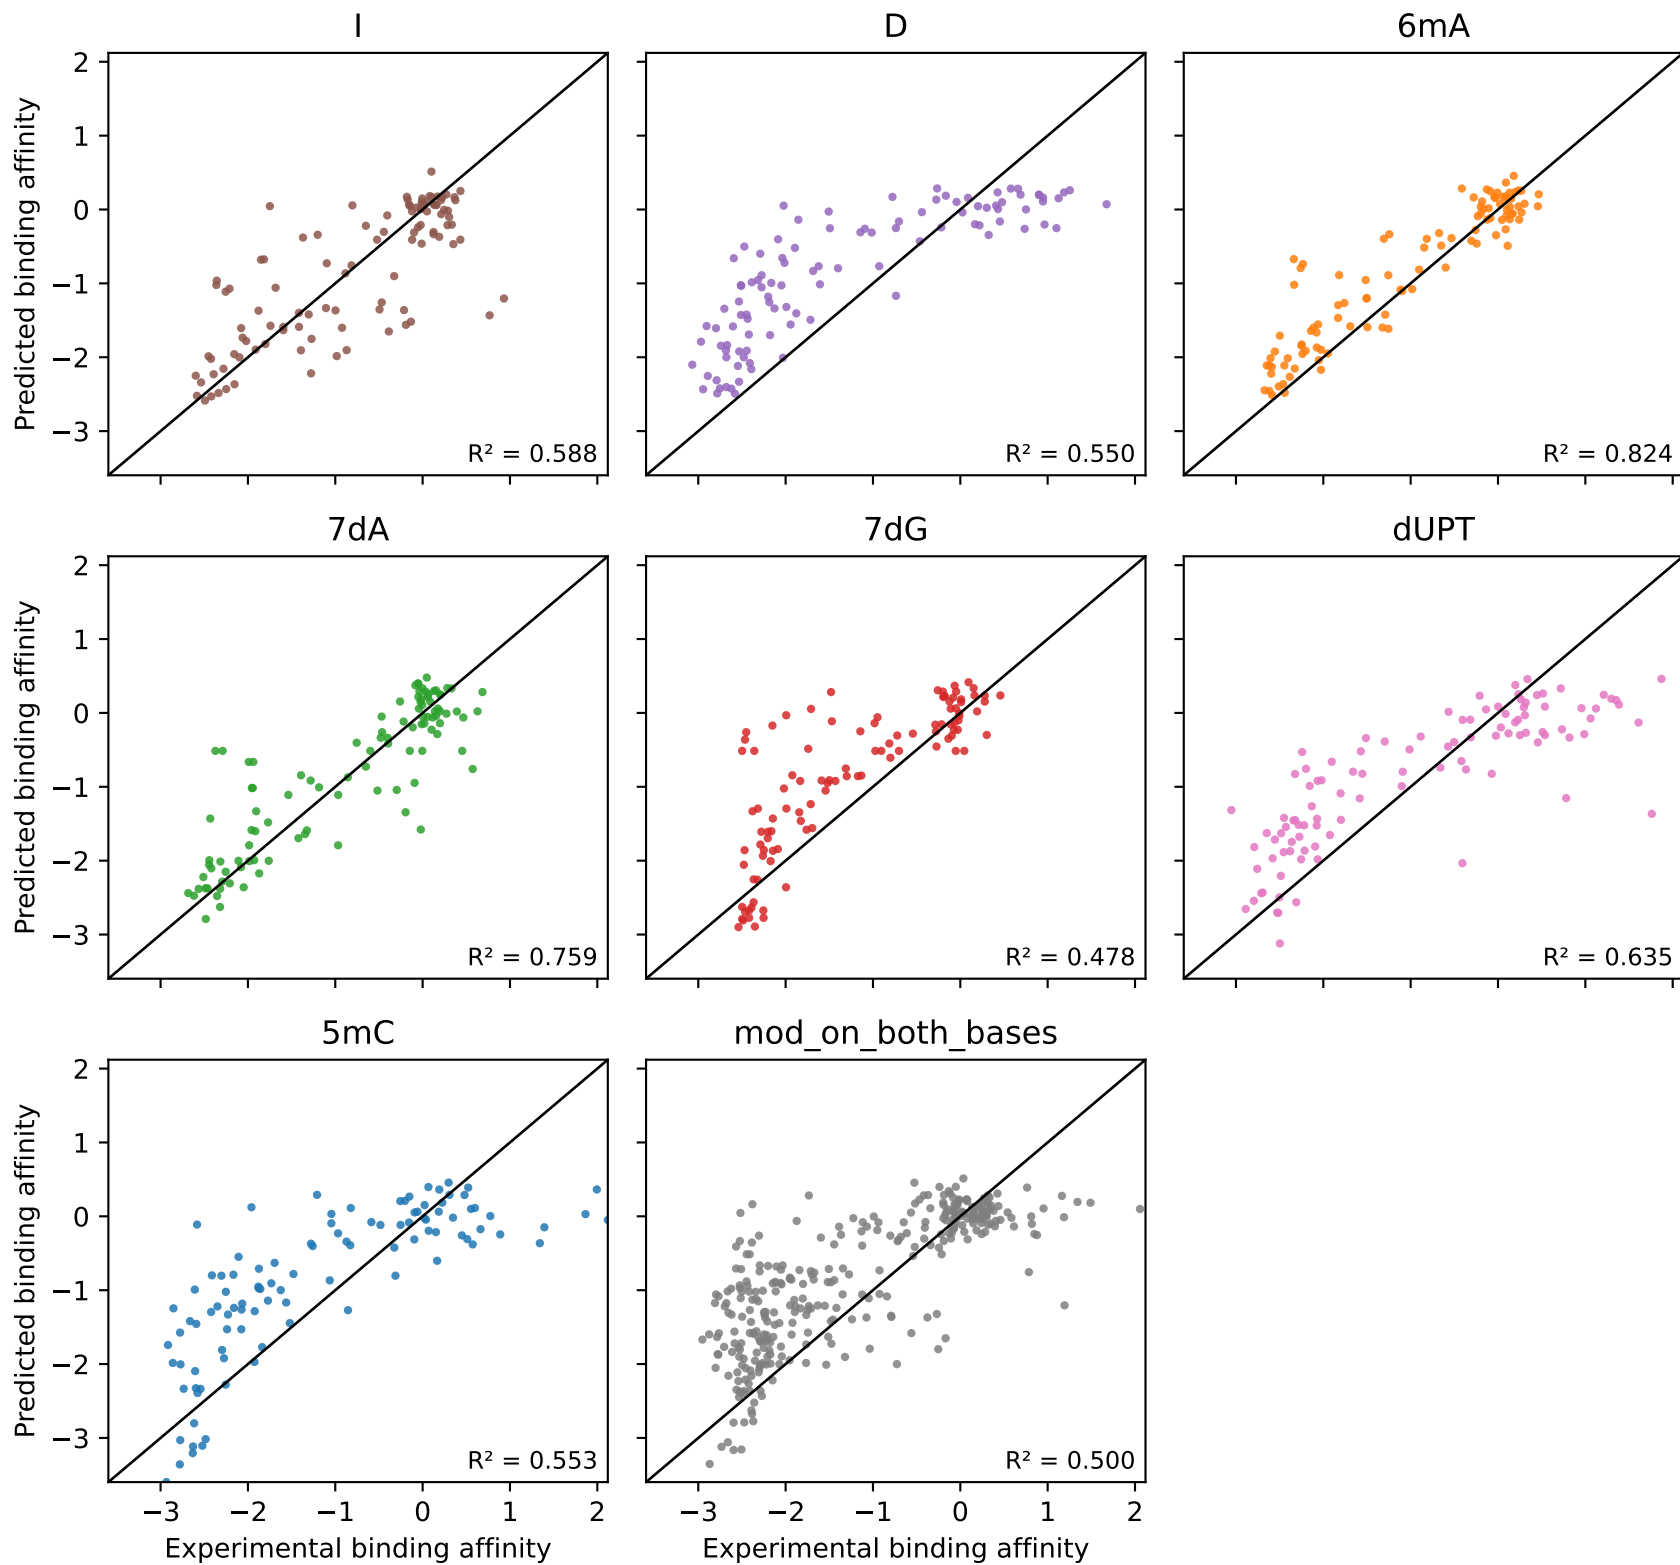 I
D
6mA
Predicted binding affinity
2
1
0
−1
−2
−3
R² = 0.588
R² = 0.550
R² = 0.824
7dA
7dG
dUPT
Predicted binding affinity
2
1
0
−1
−2
−3
R² = 0.759
R² = 0.478
R² = 0.635
5mC
mod_on_both_bases
Predicted binding affinity
2
1
0
−1
−2
−3
R² = 0.553
R² = 0.500
−3 −2 −1 0 1 2
−3 −2 −1 0 1 2
Experimental binding affinity
Experimental binding affinity